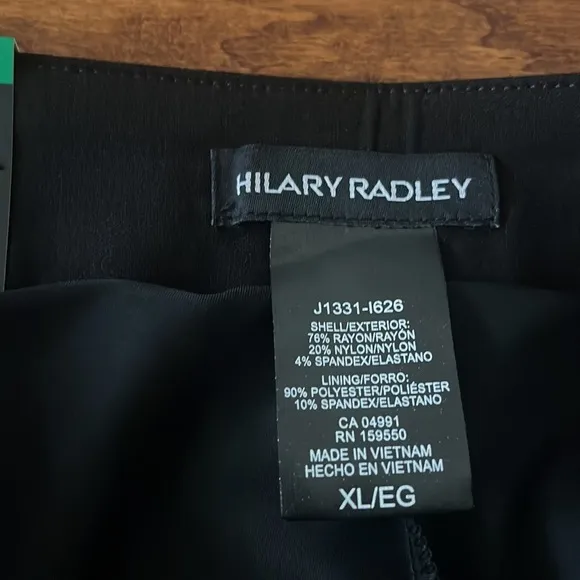 HILARY RADLEY
J1331-I626
SHELL/EXTERIOR:
76% RAYON/RAYÓN
20% NYLON/NYLON
4% SPANDEX/ELASTANO
LINING/FORRO:
90% POLYESTER/POLIÉSTER
10% SPANDEX/ELASTANO
CA 04991
RN 159550
MADE IN VIETNAM
HECHO EN VIETNAM
XL/EG